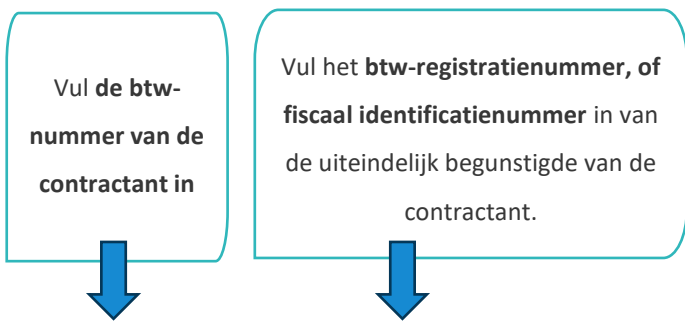 Vul de btw-
nummer van de
contractant in
Vul het btw-registratienummer, of
fiscaal identificatienummer in van
de uiteindelijk begunstigde van de
contractant.